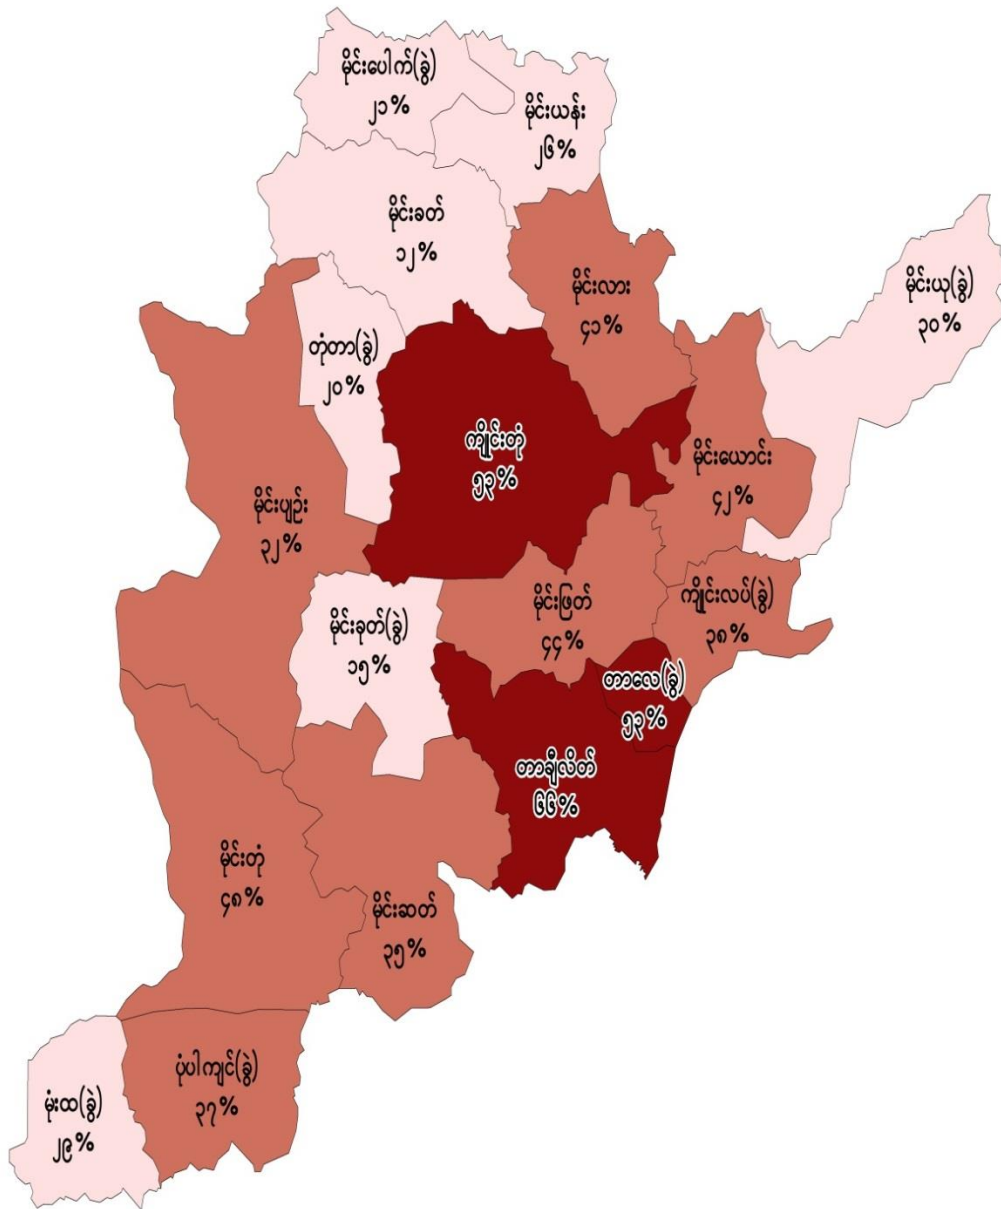 မိုင်းပေါက်(ခွဲ)
၂၁%
မိုင်းယန်း
၂၆%
မိုင်းခတ်
၁၂%
မိုင်းလား
၄၁%
မိုင်းယု(ခွဲ)
၃၀%
တုံတာ(ခွဲ)
၂၀%
ကျိုင်းတုံ
၅၃%
မိုင်းယောင်း
၄၂%
မိုင်းပျဉ်း
၃၂%
မိုင်းဖြတ်
၄၄%
ကျိုင်းလပ်(ခွဲ)
၃၈%
မိုင်းခုတ်(ခွဲ)
၁၅%
တာလေ(ခွဲ)
၅၃%
တာချီလိတ်
၆၆%
မိုင်းတုံ
၄၈%
မိုင်းဆတ်
၃၅%
ပုံပါကျင်(ခွဲ)
၃၇%
မုံးထ(ခွဲ)
၂၉%